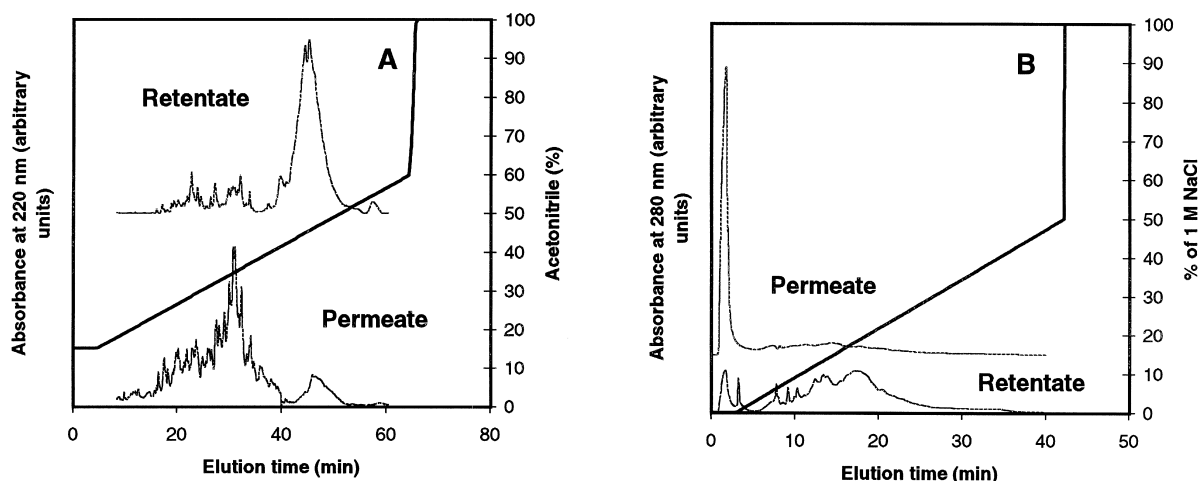 A
Retentate
Permeate
Absorbance at 220 nm (arbitrary
units)
100
90
80
70
60
50
40
30
20
10
0
Acetonitrile (%)
0
20
40
60
80
Elution time (min)
B
Permeate
Retentate
Absorbance at 280 nm (arbitrary
units)
100
90
80
70
60
50
40
30
20
10
0
% of 1 M NaCl
0
10
20
30
40
50
Elution time (min)